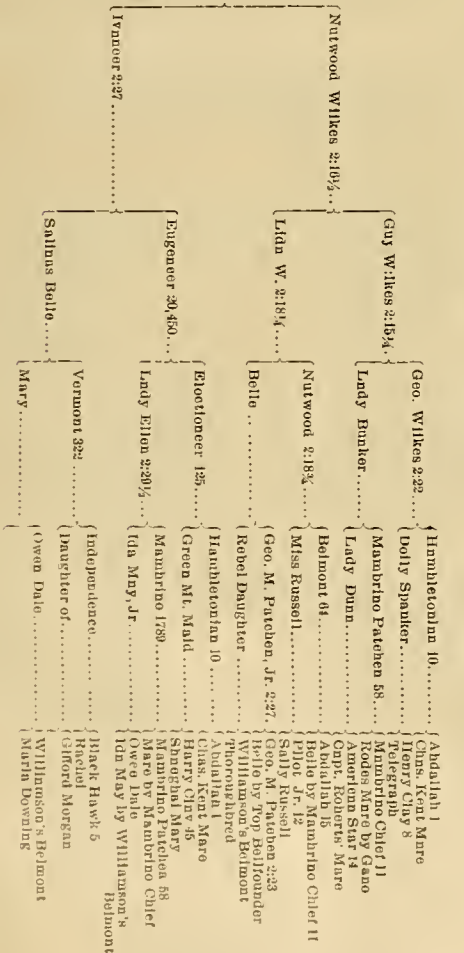 Nutwood Wilkes 2:16½..
Ivoneer 2:27..............
Guy Wilkes 2:15¼.
Lida W. 2:18¼....
Eugeneer 20,450....
Salinas Belle......
Geo. Wilkes 2:22.....
Lady Bunker........
Nutwood 2:18¾......
Belle .. ............
Electioneer 125.....
Lady Ellen 2:29½...
Vermont 322 ........
Mary................
Hambletonian 10.........
Dolly Spanker...........
Mambrino Patchen 58....
Lady Dunn..............
Belmont 64.............
Miss Russell............
Geo. M. Patchen, Jr. 2:27.
Rebel Daughter .........
Hambletonian 10 .... ....
Green Mt. Maid .........
Mambrino 1789..........
Ida May, Jr.............
Independence...... .....
Daughter of.............
Owen Dale..............
Abdallah 1
Chas. Kent Mare
Henry Clay 8
Telegraph
Mambrino Chief 11
Rodes Mare by Gano
American Star 14
Capt. Roberts' Mare
Abdallah 15
Belle by Mambrino Chief 11
Pilot Jr. 12
Sally Russell
Geo. M. Patchen 2:23
Belle by Top Bellfounder
Williamson's Belmont
Thoroughbred
Abdallah 1
Chas. Kent Mare
Harry Clay 45
Shanghai Mary
Mambrino Patchen 58
Mare by Mambrino Chief
Owen Dale
Ida May by Williamson's
Belmont
Black Hawk 5
Rachel
Gifford Morgan
Williamson's Belmont
Maria Downing